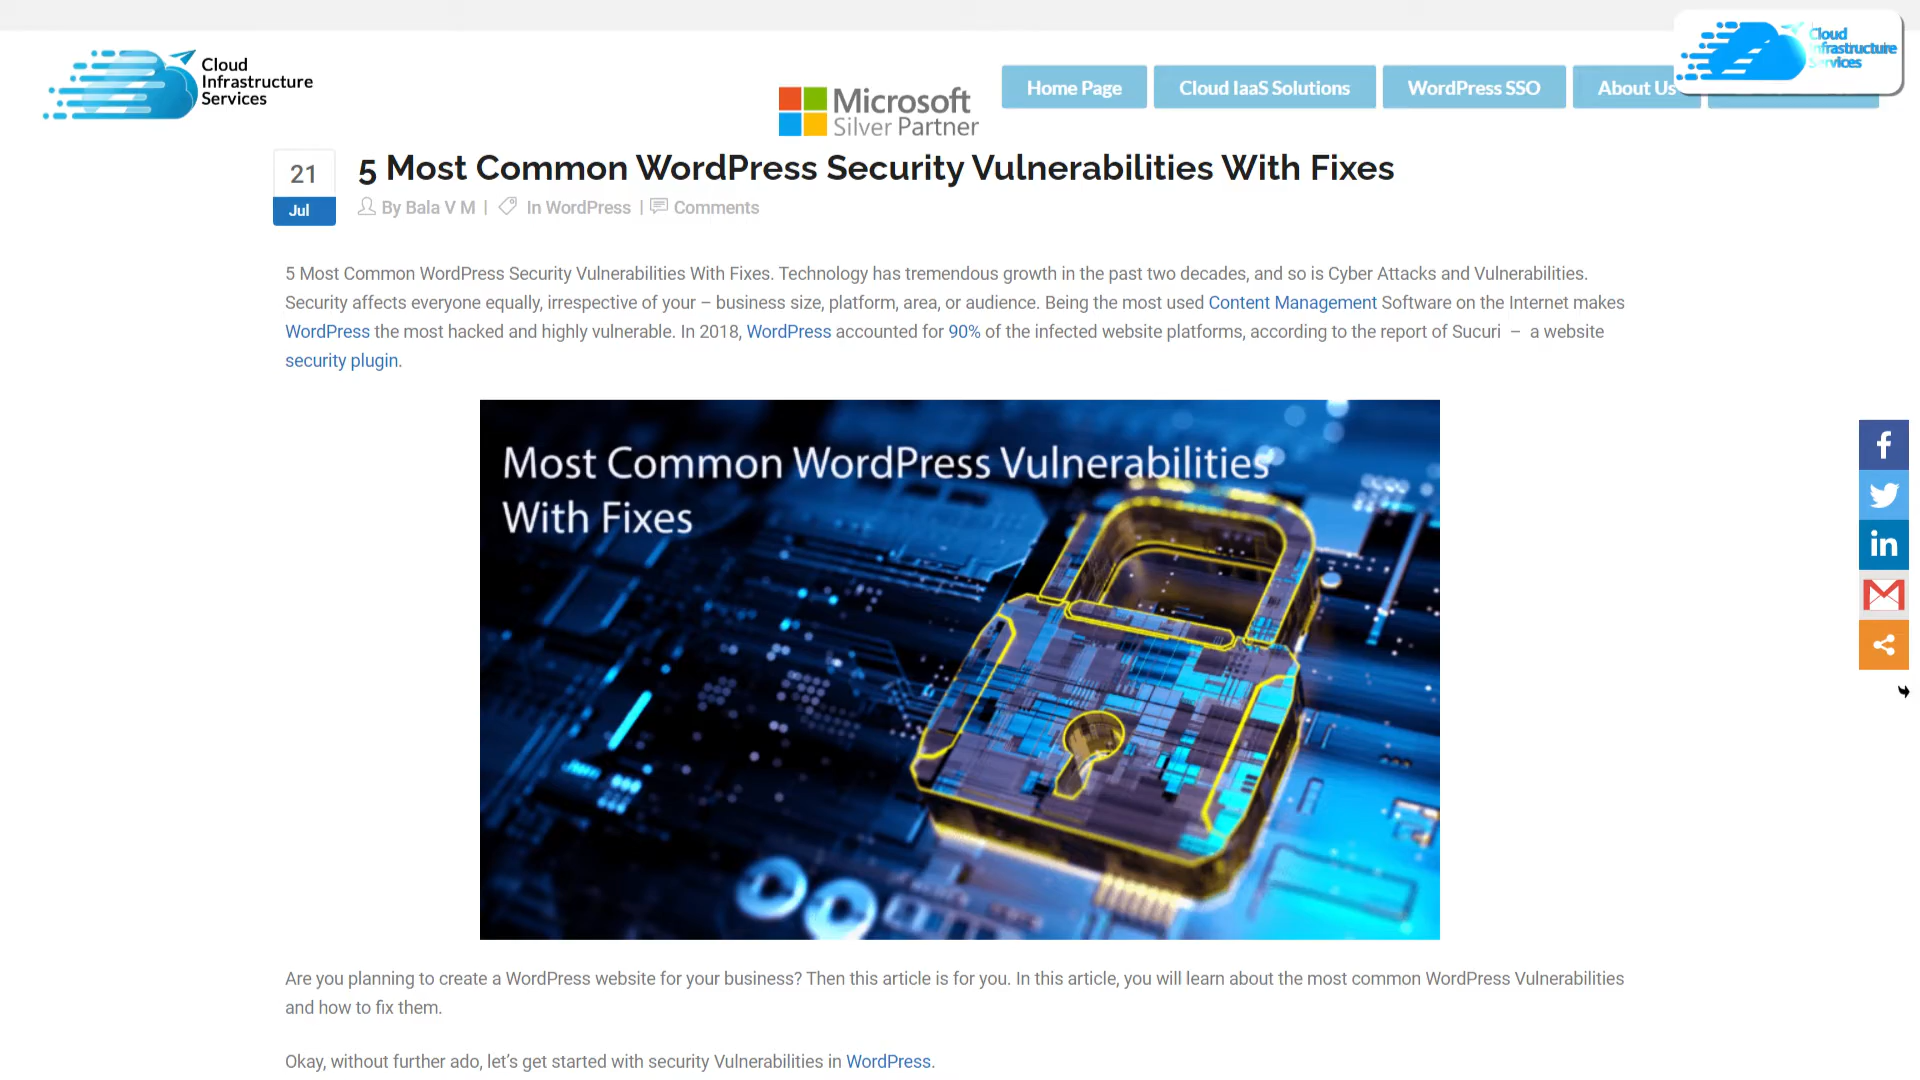 Cloud
Infrastructure
Services
Microsoft
Silver Partner
Home Page
Cloud IaaS Solutions
WordPress SSO
About Us
Cloud
Infrastructure
Services
21
Jul
5 Most Common WordPress Security Vulnerabilities With Fixes
By Bala V M | In WordPress | Comments
5 Most Common WordPress Security Vulnerabilities With Fixes. Technology has tremendous growth in the past two decades, and so is Cyber Attacks and Vulnerabilities.
Security affects everyone equally, irrespective of your – business size, platform, area, or audience. Being the most used Content Management Software on the Internet makes
WordPress the most hacked and highly vulnerable. In 2018, WordPress accounted for 90% of the infected website platforms, according to the report of Sucuri – a website
security plugin.
Most Common WordPress Vulnerabilities
With Fixes
Are you planning to create a WordPress website for your business? Then this article is for you. In this article, you will learn about the most common WordPress Vulnerabilities
and how to fix them.
Okay, without further ado, let's get started with security Vulnerabilities in WordPress.